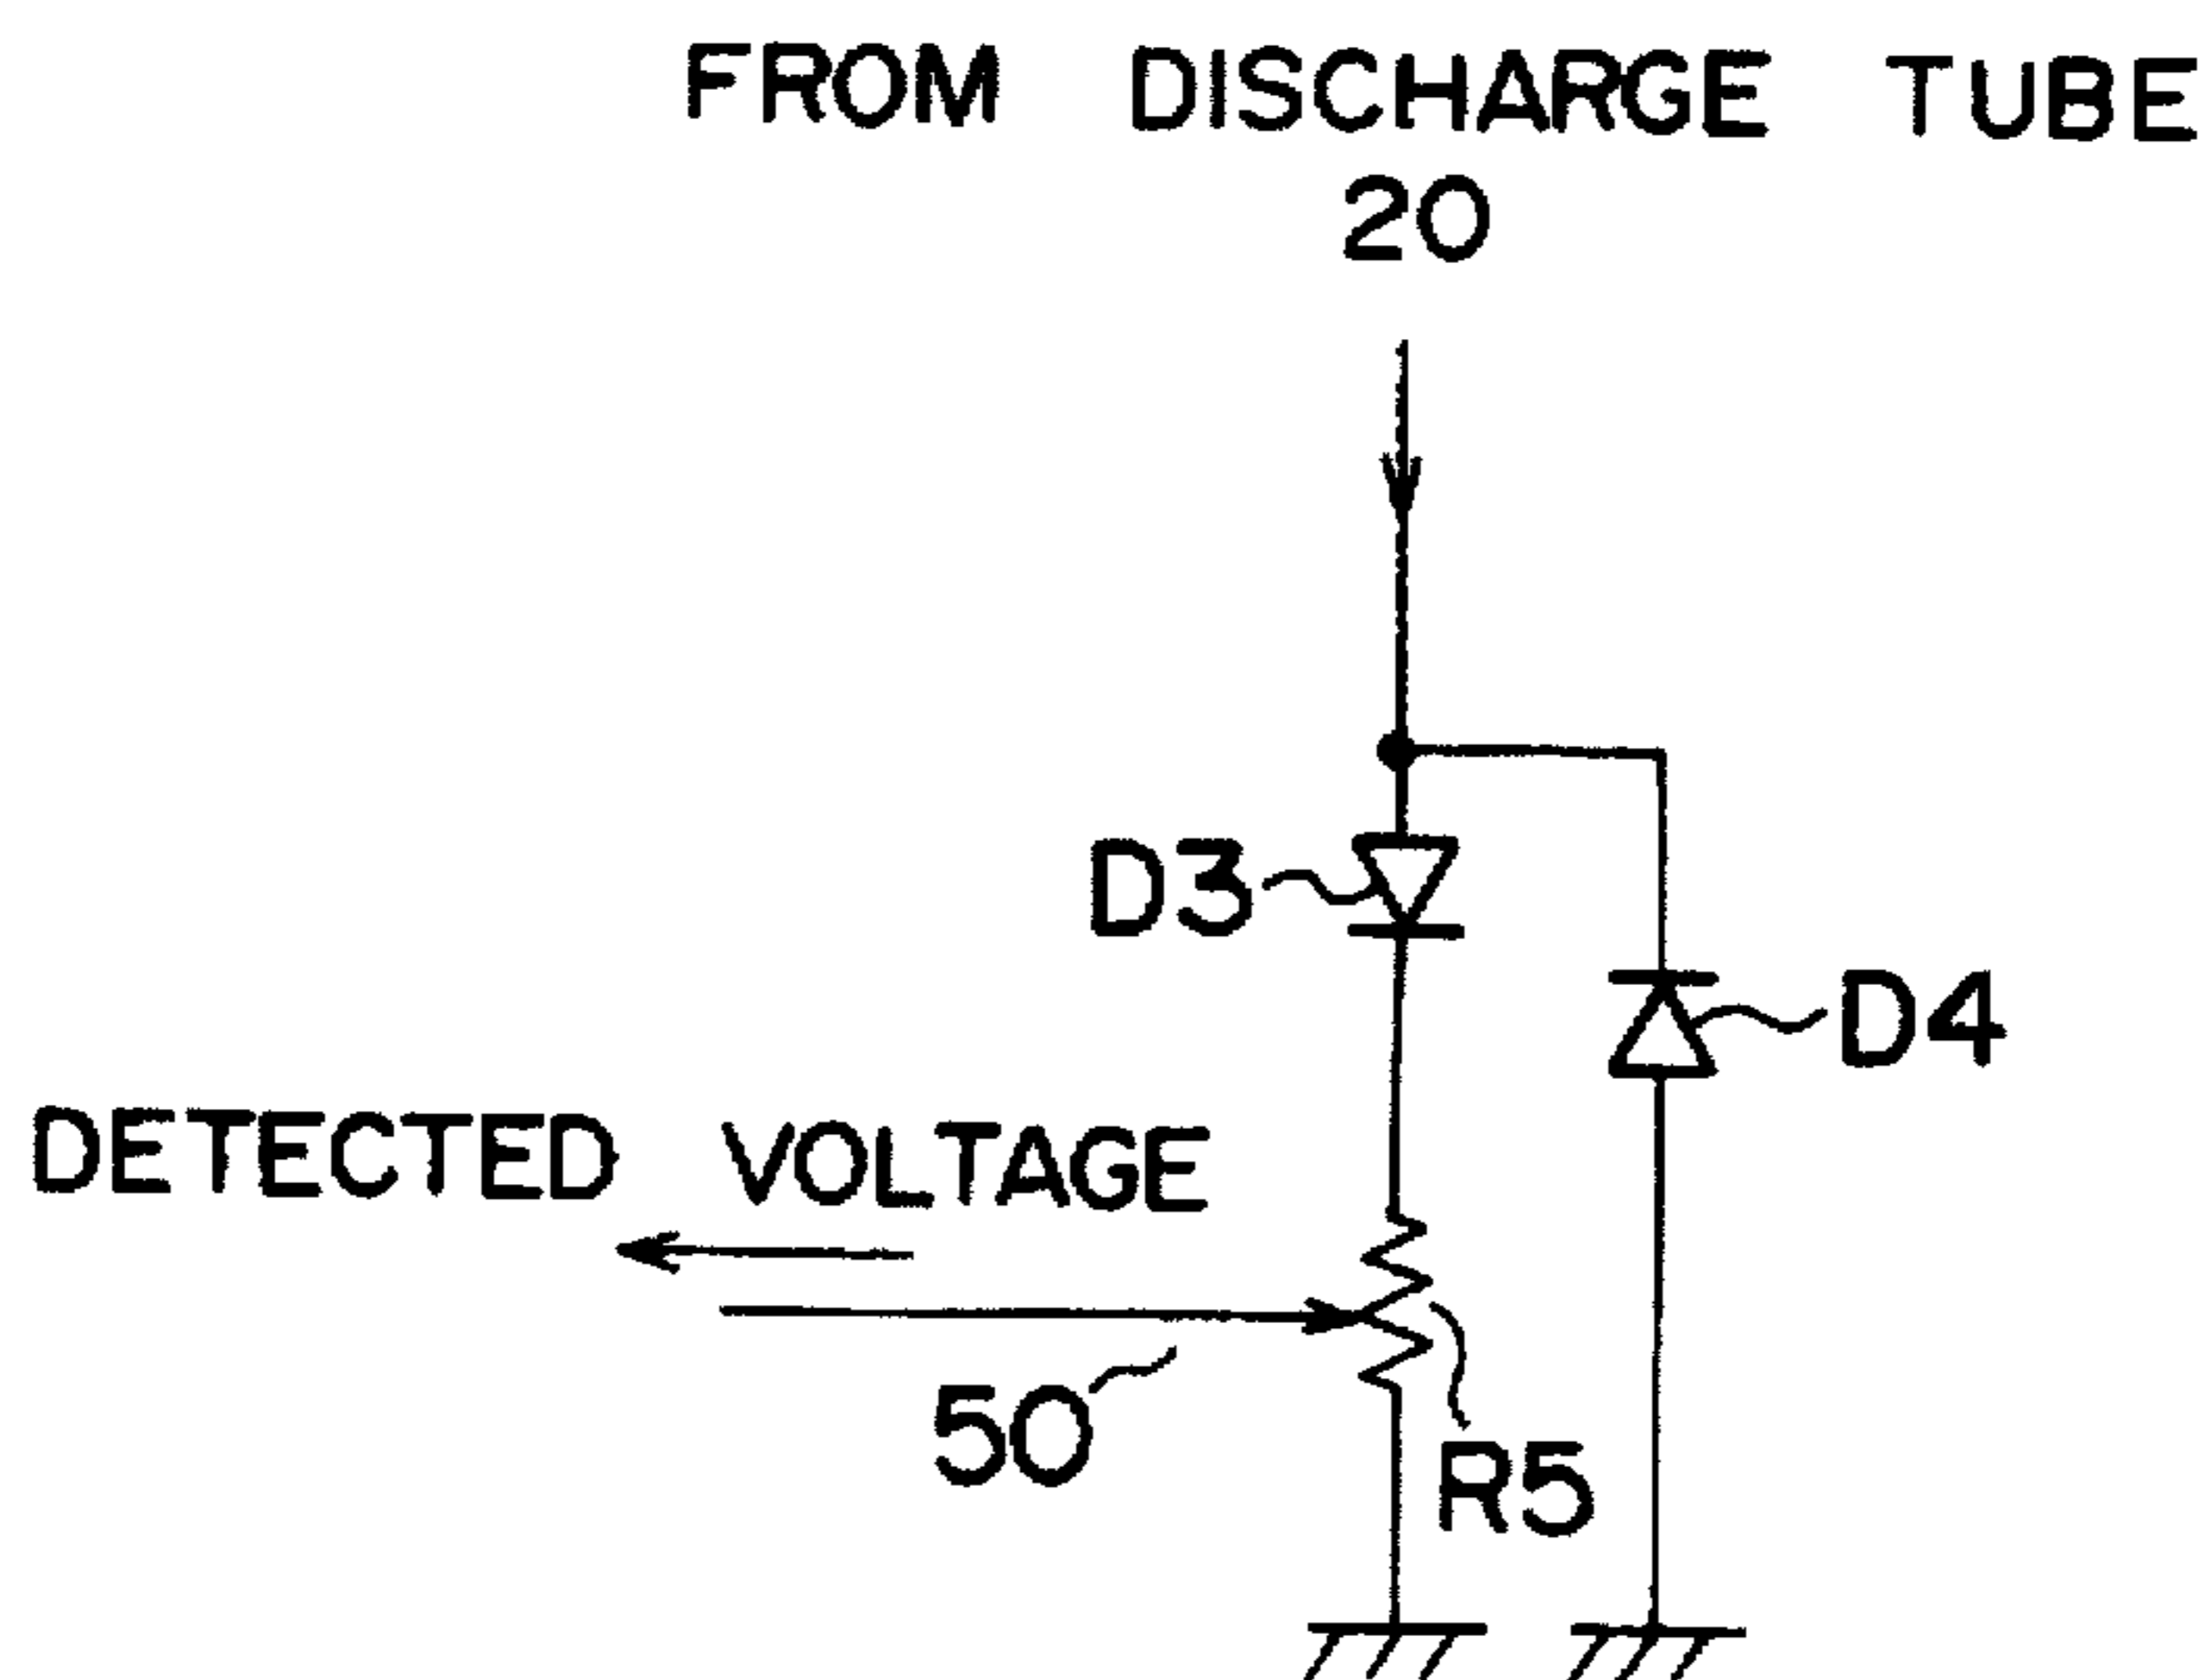 FROM DISCHARGE TUBE
20
D3
D4
DETECTED VOLTAGE
50
R5